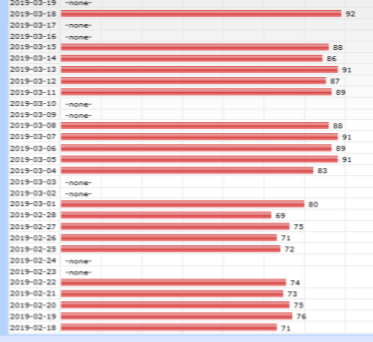 2019-03-19 -none-
2019-03-18 92
2019-03-17 -none-
2019-03-16 -none-
2019-03-15 88
2019-03-14 86
2019-03-13 91
2019-03-12 87
2019-03-11 89
2019-03-10 -none-
2019-03-09 -none-
2019-03-08 88
2019-03-07 91
2019-03-06 89
2019-03-05 91
2019-03-04 83
2019-03-03 -none-
2019-03-02 -none-
2019-03-01 80
2019-02-28 69
2019-02-27 75
2019-02-26 71
2019-02-25 72
2019-02-24 -none-
2019-02-23 -none-
2019-02-22 74
2019-02-21 73
2019-02-20 75
2019-02-19 76
2019-02-18 71